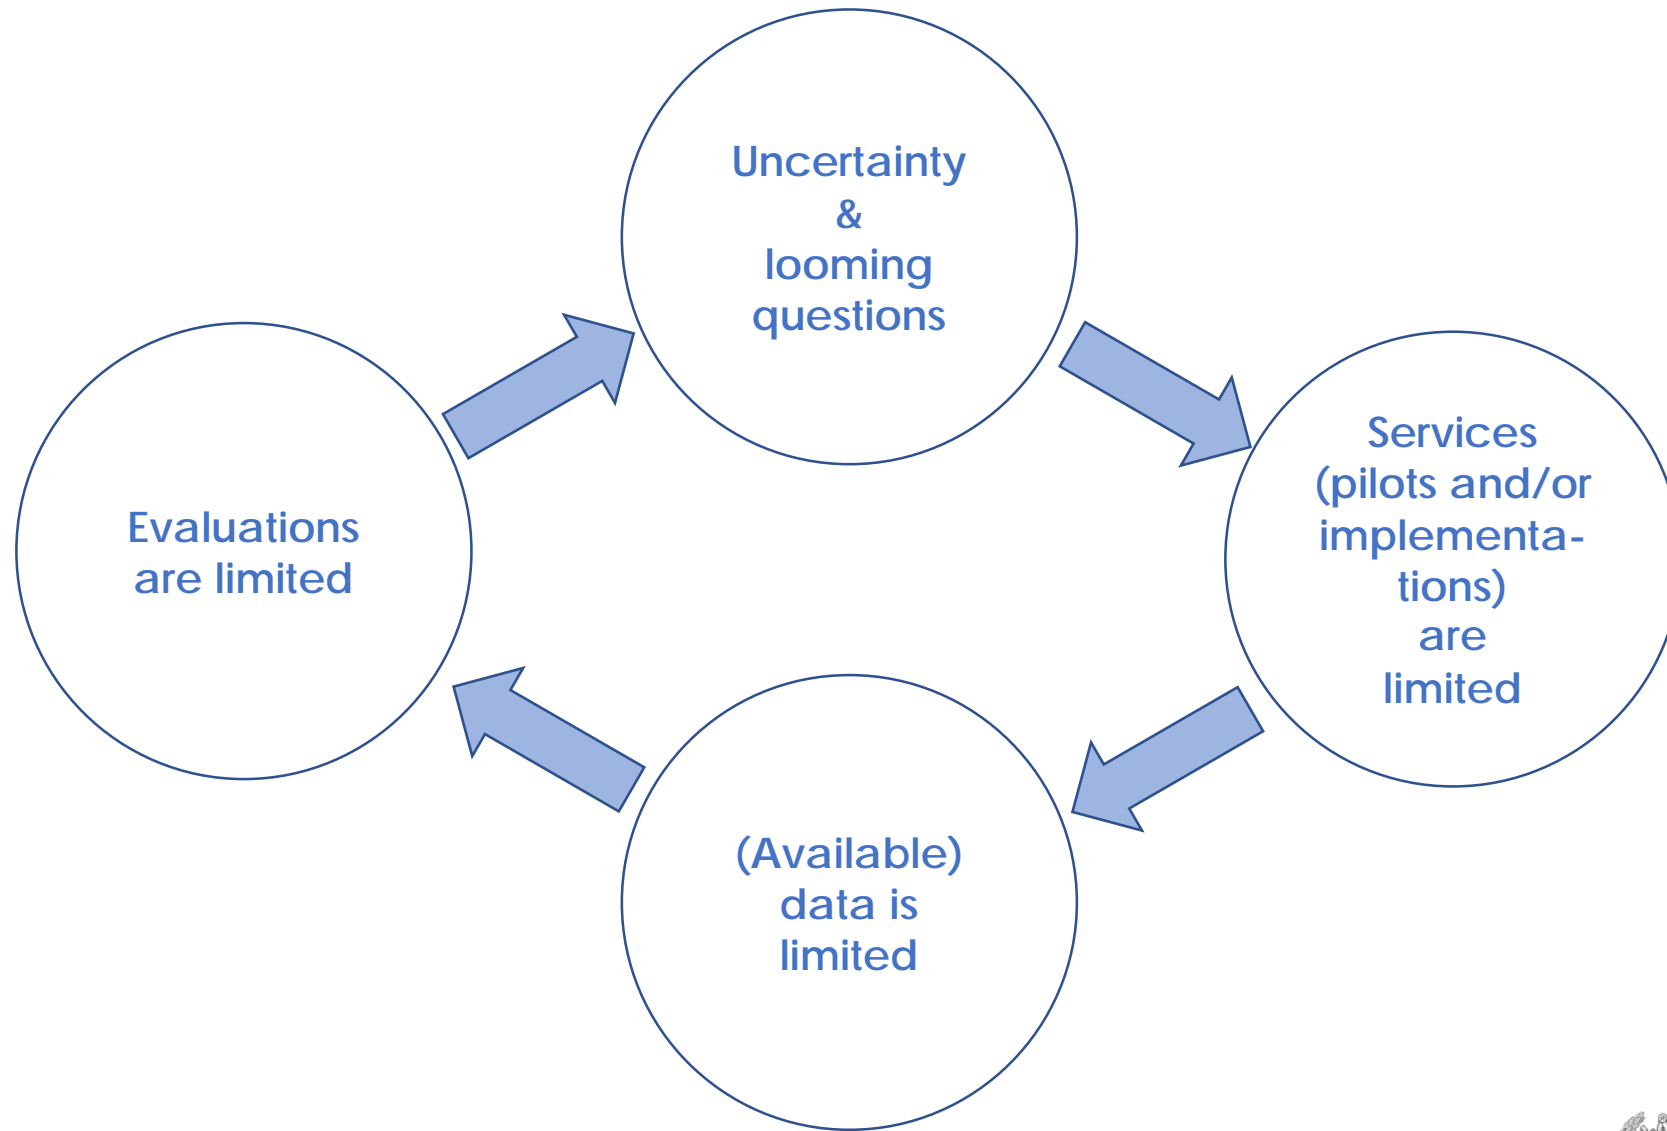 Uncertainty
&
looming
questions
Services
(pilots and/or
implementa-
tions)
are
limited
(Available)
data is
limited
Evaluations
are limited